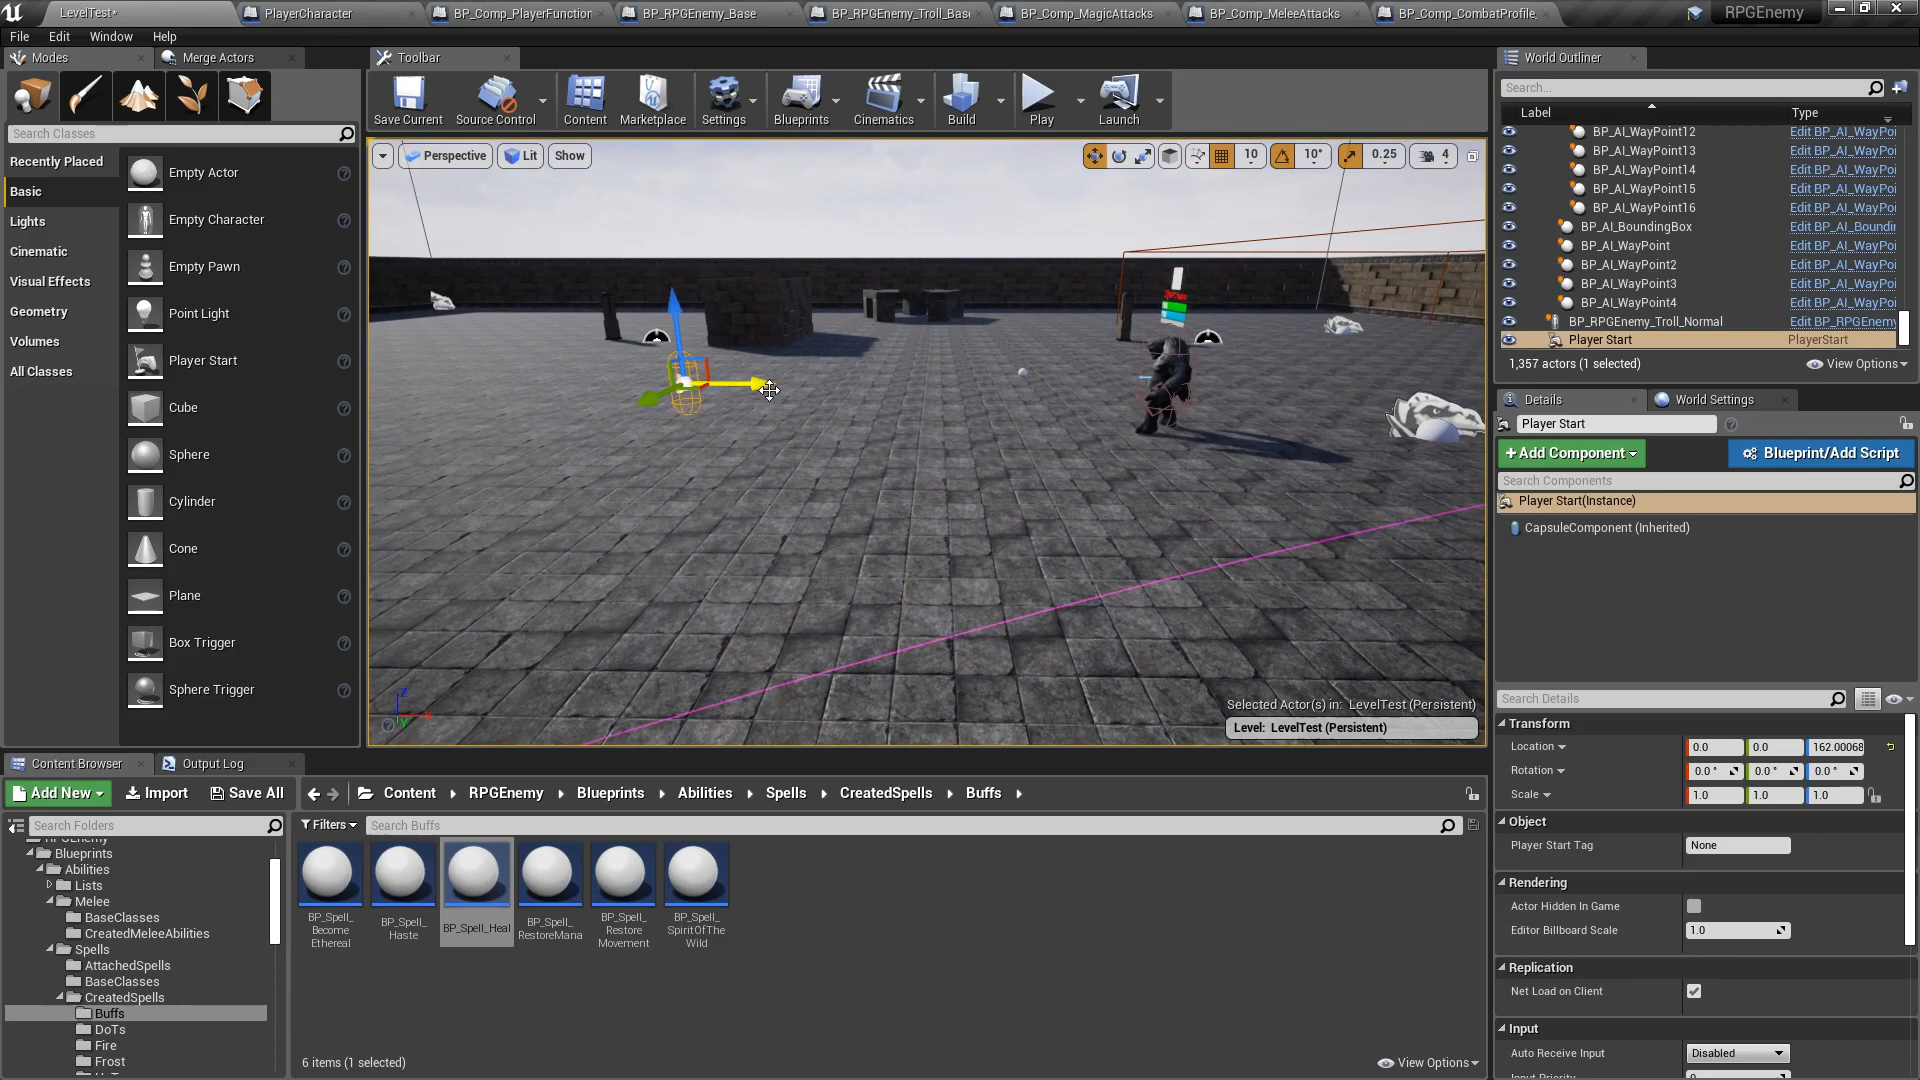 LevelTest*
PlayerCharacter
BP_Comp_PlayerFunction
BP_RPGEnemy_Base
BP_RPGEnemy_Troll_Base
BP_Comp_MagicAttacks
BP_Comp_MeleeAttacks
BP_Comp_CombatProfile_
RPGEnemy
File Edit Window Help
Modes
Merge Actors
Toolbar
World Outliner
Save Current
Source Control
Content
Marketplace
Settings
Blueprints
Cinematics
Build
Play
Launch
Search Classes
Recently Placed
Basic
Lights
Cinematic
Visual Effects
Geometry
Volumes
All Classes
Empty Actor
Empty Character
Empty Pawn
Point Light
Player Start
Cube
Sphere
Cylinder
Cone
Plane
Box Trigger
Sphere Trigger
Perspective
Lit
Show
10
10°
0.25
4
Z
X
Y
Selected Actor(s) in: LevelTest (Persistent)
Level: LevelTest (Persistent)
Search...
Label Type
BP_AI_WayPoint12 Edit BP_AI_WayPoi
BP_AI_WayPoint13 Edit BP_AI_WayPoi
BP_AI_WayPoint14 Edit BP_AI_WayPoi
BP_AI_WayPoint15 Edit BP_AI_WayPoi
BP_AI_WayPoint16 Edit BP_AI_WayPoi
BP_AI_BoundingBox Edit BP_AI_Boundin
BP_AI_WayPoint Edit BP_AI_WayPoi
BP_AI_WayPoint2 Edit BP_AI_WayPoi
BP_AI_WayPoint3 Edit BP_AI_WayPoi
BP_AI_WayPoint4 Edit BP_AI_WayPoi
BP_RPGEnemy_Troll_Normal Edit BP_RPGEnemy
Player Start PlayerStart
1,357 actors (1 selected) View Options
Details
World Settings
Player Start
+Add Component
Blueprint/Add Script
Search Components
Player Start(Instance)
CapsuleComponent (Inherited)
Search Details
Transform
Location 0.0 0.0 162.00068
Rotation 0.0° 0.0° 0.0°
Scale 1.0 1.0 1.0
Object
Player Start Tag None
Rendering
Actor Hidden In Game
Editor Billboard Scale 1.0
Replication
Net Load on Client
Input
Auto Receive Input Disabled
Input Priority
Content Browser
Output Log
Add New
Import
Save All
Content
RPGEnemy
Blueprints
Abilities
Spells
CreatedSpells
Buffs
Search Folders
Filters
Search Buffs
RPGEnemy
Blueprints
Abilities
Lists
Melee
BaseClasses
CreatedMeleeAbilities
Spells
AttachedSpells
BaseClasses
CreatedSpells
Buffs
DoTs
Fire
Frost
BP_Spell_
Become
Ethereal
BP_Spell_
Haste
BP_Spell_Heal
BP_Spell_
RestoreMana
BP_Spell_
Restore
Movement
BP_Spell_
SpiritOfThe
Wild
6 items (1 selected)
View Options